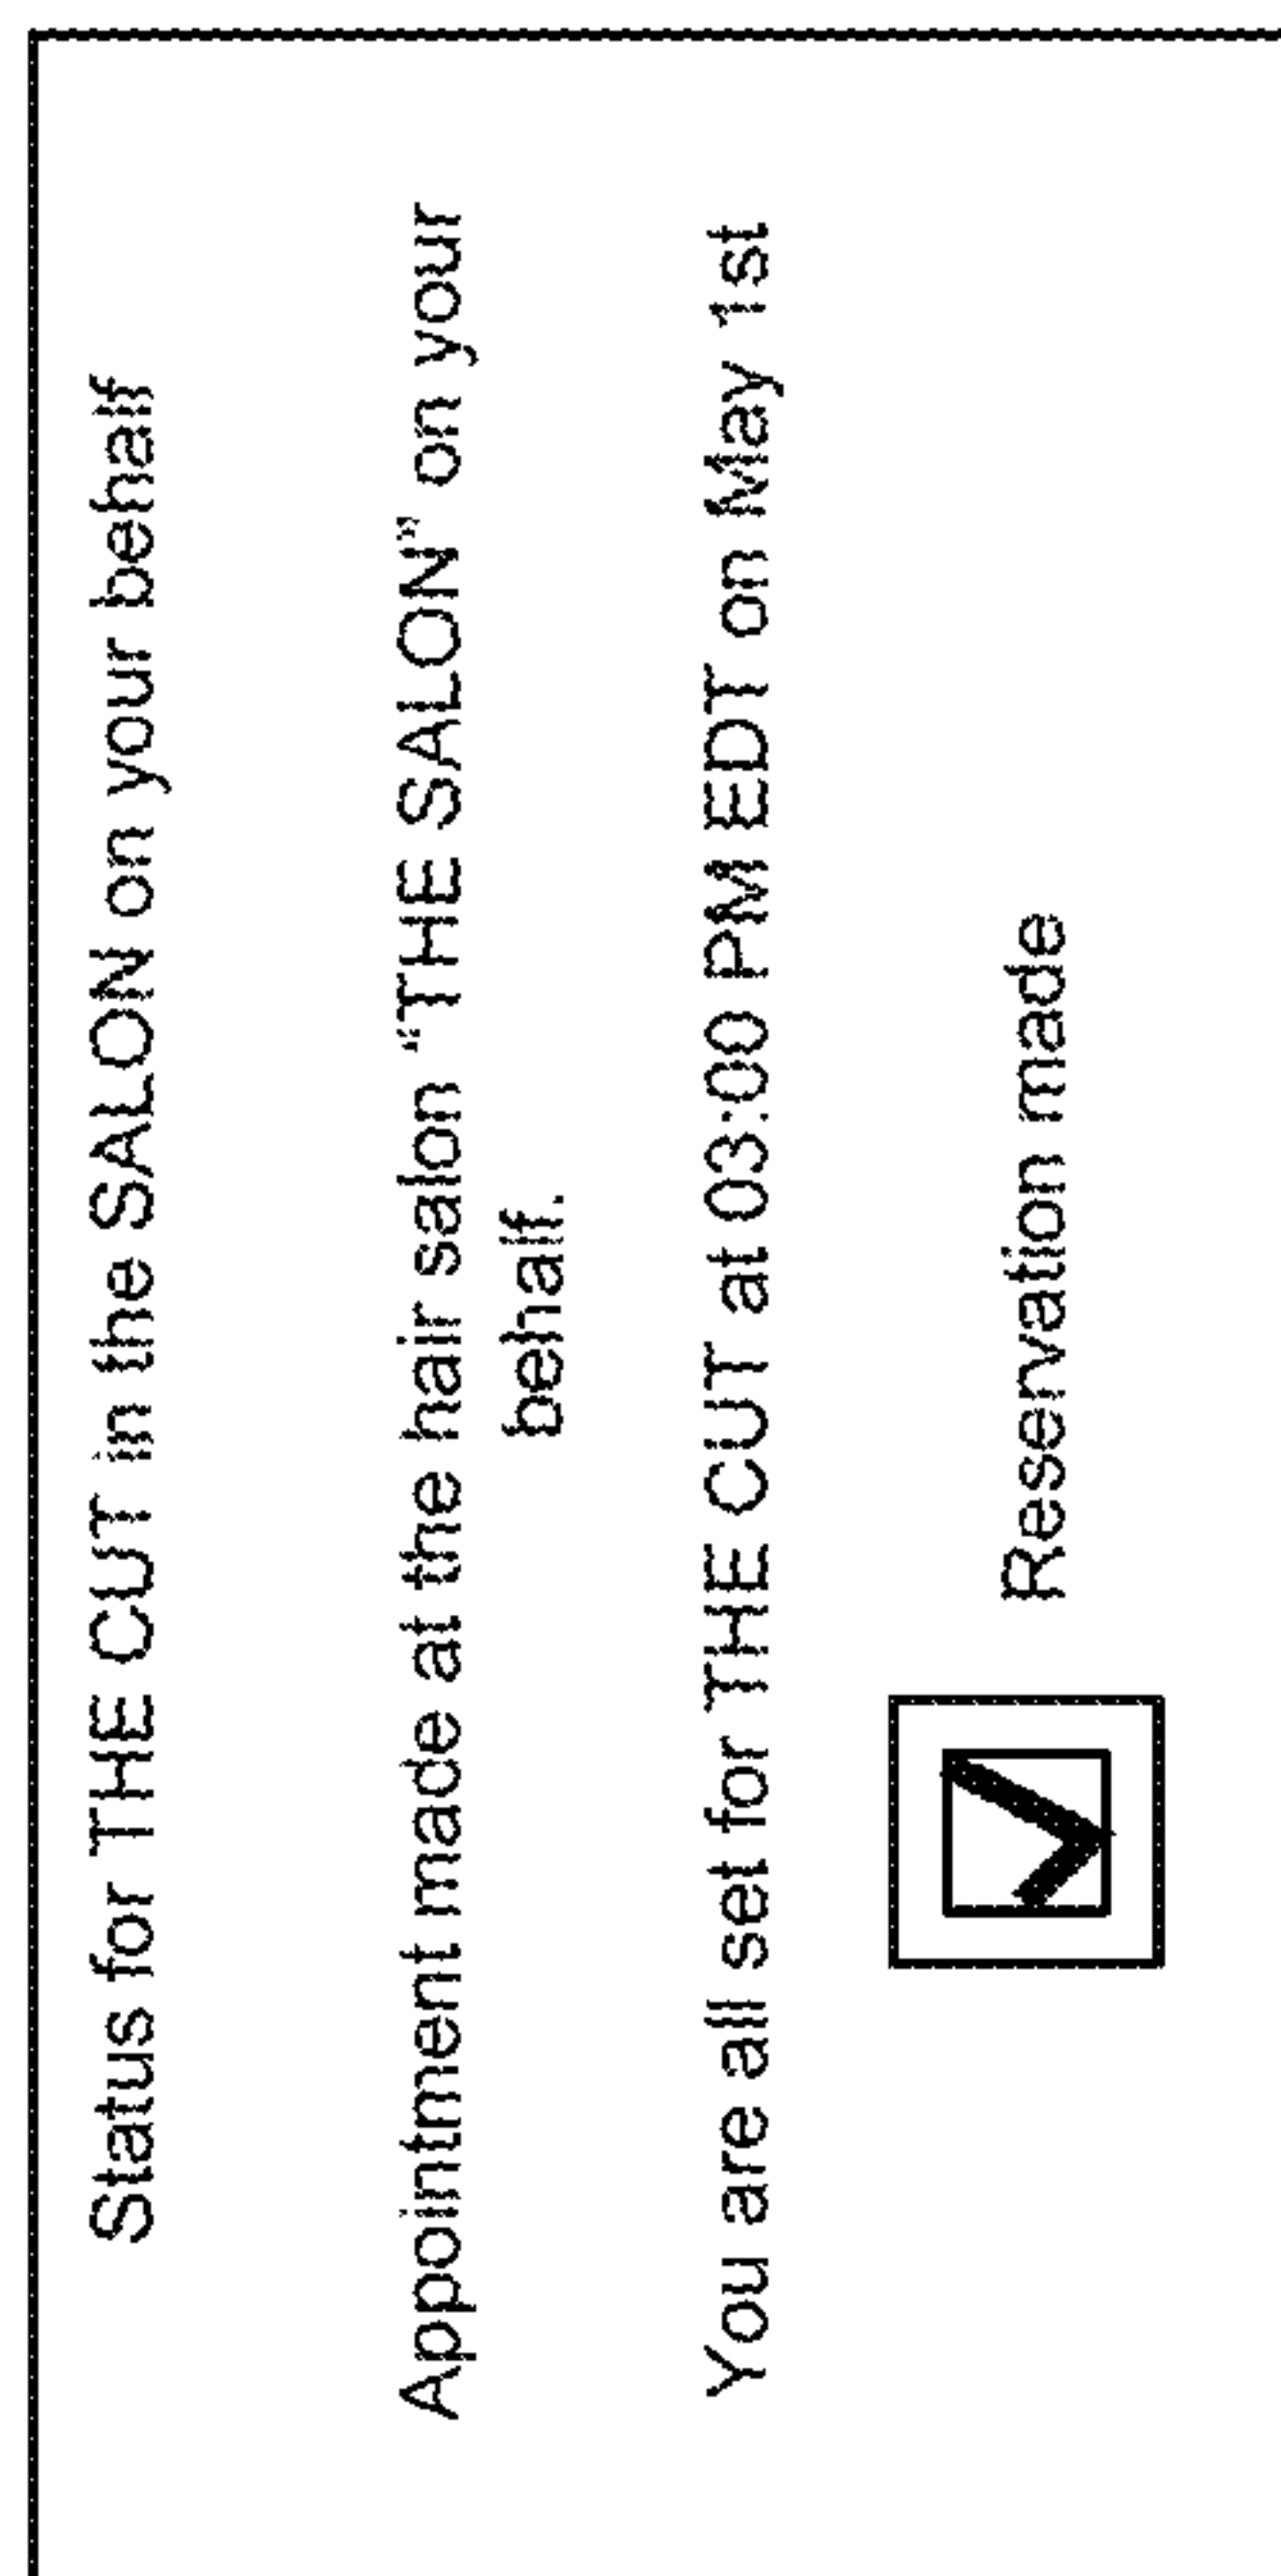 Status for THE CUT in the SALON on your behalf
Appointment made at the hair salon “THE SALON” on your
behalf.
You are all set for THE CUT at 03:00 PM EDT on May 1st
Reservation made